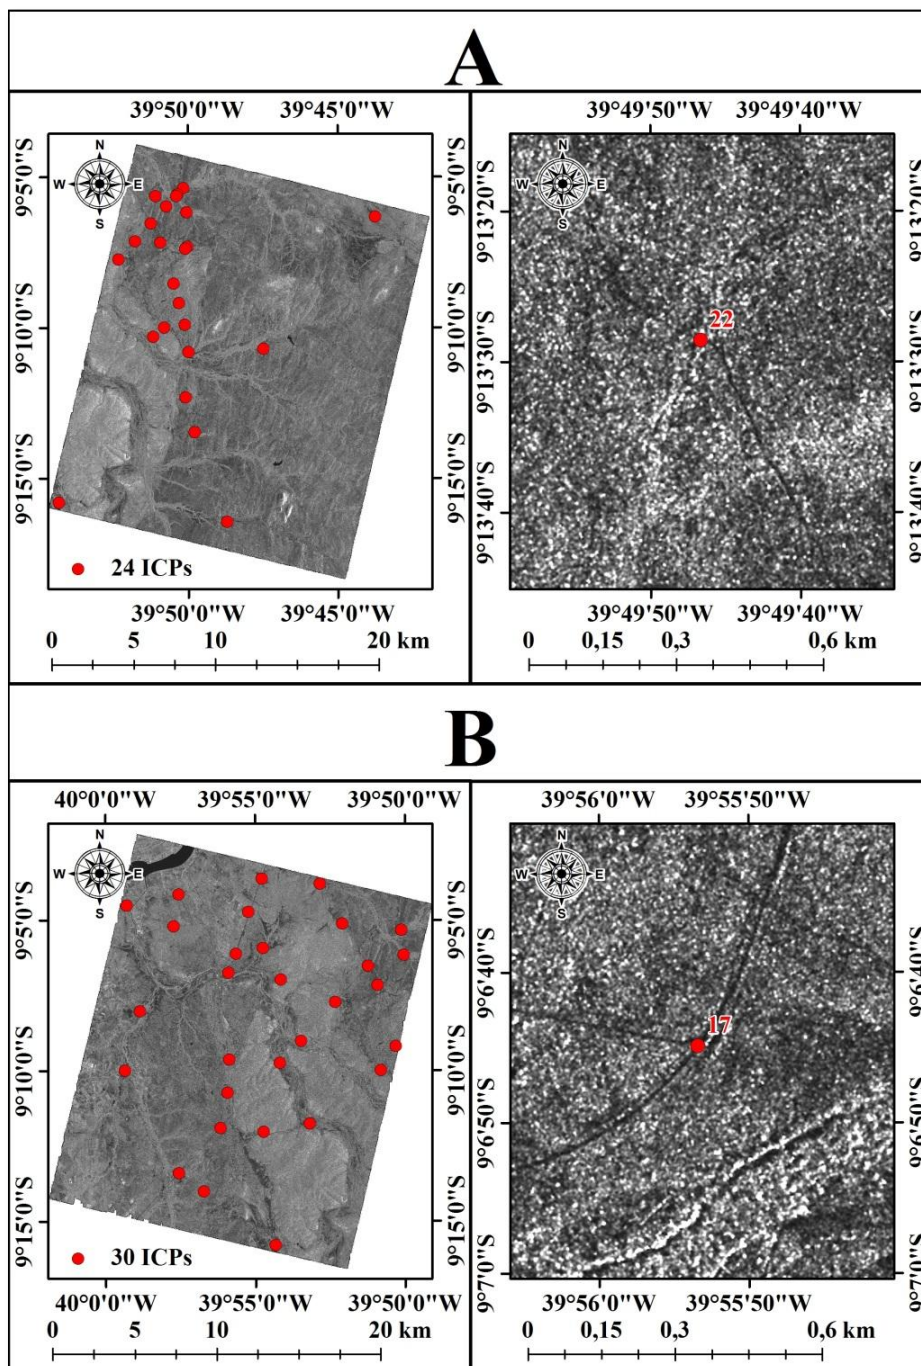 A
39°50'0"W 39°45'0"W
39°49'50"W 39°49'40"W
N
W E
S
9°5'0"S
9°10'0"S
9°15'0"S
9°5'0"S
9°10'0"S
9°15'0"S
24 ICPs
39°50'0"W 39°45'0"W
0 5 10 20 km
N
W E
S
9°13'20"S
9°13'30"S
9°13'40"S
22
9°13'20"S
9°13'30"S
9°13'40"S
39°49'50"W 39°49'40"W
0 0,15 0,3 0,6 km
B
40°0'0"W 39°55'0"W 39°50'0"W
39°56'0"W 39°55'50"W
N
W E
S
9°5'0"S
9°10'0"S
9°15'0"S
9°5'0"S
9°10'0"S
9°15'0"S
30 ICPs
40°0'0"W 39°55'0"W 39°50'0"W
0 5 10 20 km
N
W E
S
9°6'40"S
9°6'50"S
9°7'0"S
17
9°6'40"S
9°6'50"S
9°7'0"S
39°56'0"W 39°55'50"W
0 0,15 0,3 0,6 km